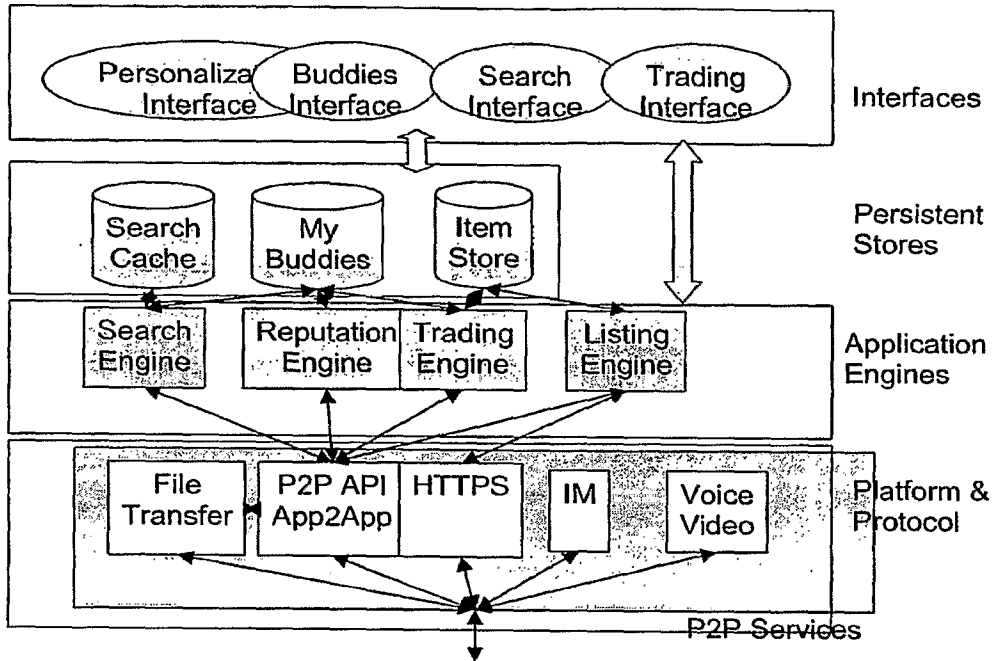 Personaliza
Interface
Buddies
Interface
Search
Interface
Trading
Interface
Interfaces
Search
Cache
My
Buddies
Item
Store
Persistent
Stores
Search
Engine
Reputation
Engine
Trading
Engine
Listing
Engine
Application
Engines
File
Transfer
P2P API
App2App
HTTPS
IM
Voice
Video
Platform &
Protocol
P2P Services